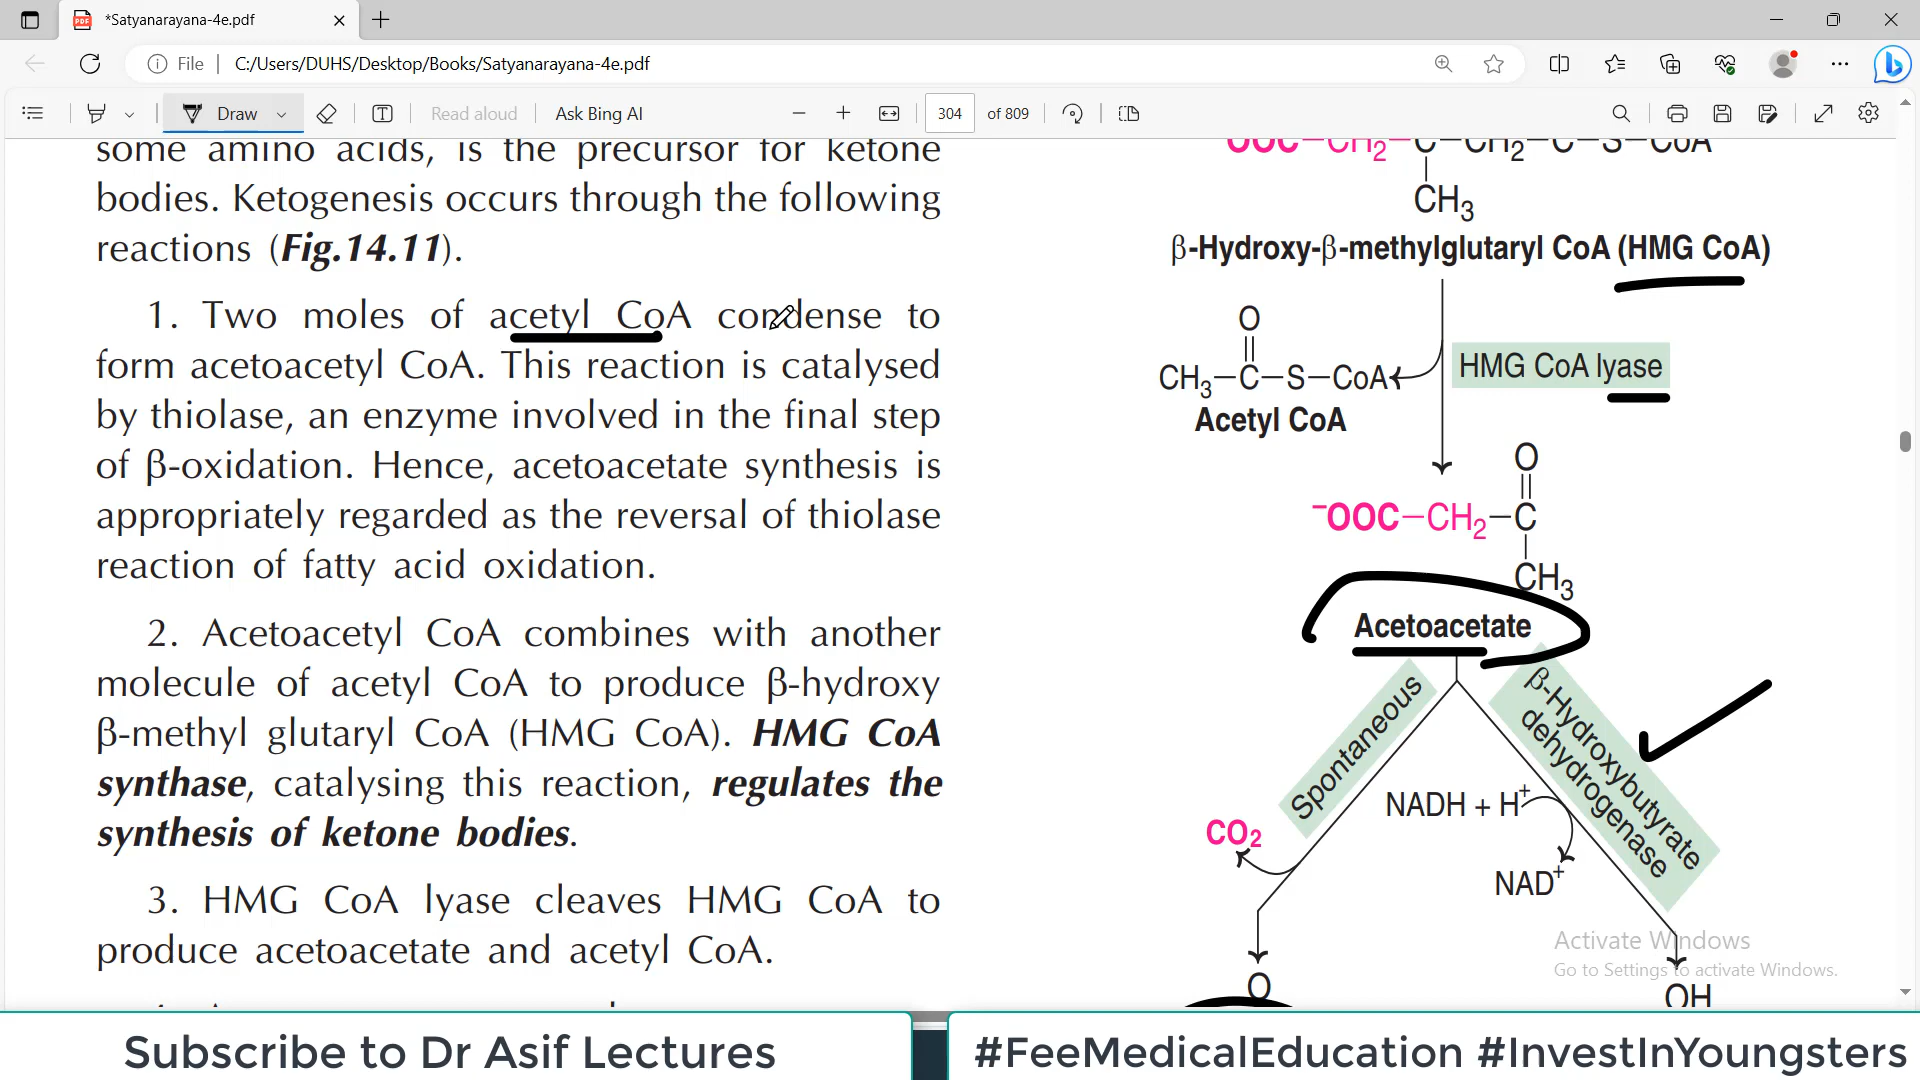 *Satyanarayana-4e.pdf
File
C:/Users/DUHS/Desktop/Books/Satyanarayana-4e.pdf
Draw
Read aloud
Ask Bing AI
304 of 809
some amino acids, is the precursor for ketone
bodies. Ketogenesis occurs through the following
reactions (Fig.14.11).
1. Two moles of acetyl CoA condense to
form acetoacetyl CoA. This reaction is catalysed
by thiolase, an enzyme involved in the final step
of β-oxidation. Hence, acetoacetate synthesis is
appropriately regarded as the reversal of thiolase
reaction of fatty acid oxidation.
2. Acetoacetyl CoA combines with another
molecule of acetyl CoA to produce β-hydroxy
β-methyl glutaryl CoA (HMG CoA). HMG CoA
synthase, catalysing this reaction, regulates the
synthesis of ketone bodies.
3. HMG CoA lyase cleaves HMG CoA to
produce acetoacetate and acetyl CoA.
OOC–CH₂–C–CH₂–C–S–CoA
CH₃
β-Hydroxy-β-methylglutaryl CoA (HMG CoA)
O
HMG CoA lyase
CH₃–C–S–CoA
Acetyl CoA
O
⁻OOC–CH₂–C
CH₃
Acetoacetate
Spontaneous
β-Hydroxybutyrate
dehydrogenase
NADH + H⁺
CO₂
NAD⁺
O
OH
Activate Windows
Go to Settings to activate Windows.
Subscribe to Dr Asif Lectures
#FeeMedicalEducation #InvestInYoungsters